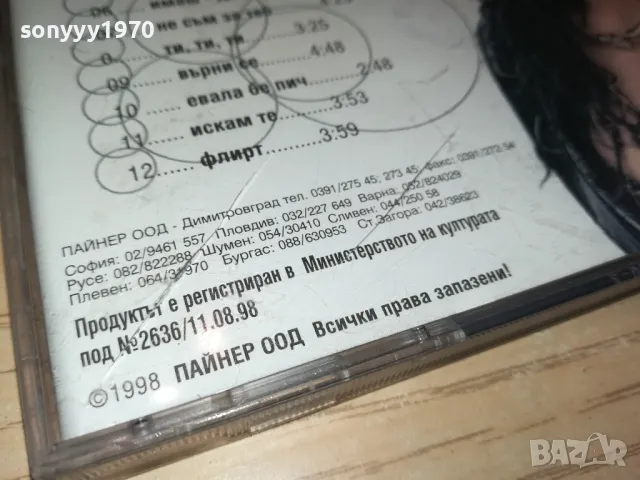 sonyyy1970
06
не съм за теб
ти, ти, ти 3:25
09 върни се 4:48
10 евала бе пич 2:48
11 искам те 3:53
12 флирт 3:59
ПАЙНЕР ООД - Димитровград тел. 0391/275 45; 273 45, факс: 0391/272 54
София: 02/9461 557 Пловдив: 032/227 649 Варна: 052/824029
Русе: 082/822288 Шумен: 054/30410 Сливен: 044/250 58
Плевен: 064/31970 Бургас: 088/630953 Ст.Загора: 042/38623
Продуктът е регистриран в Министерството на културата
под №2636/11.08.98
©1998 ПАЙНЕР ООД Всички права запазени!
BAZAR